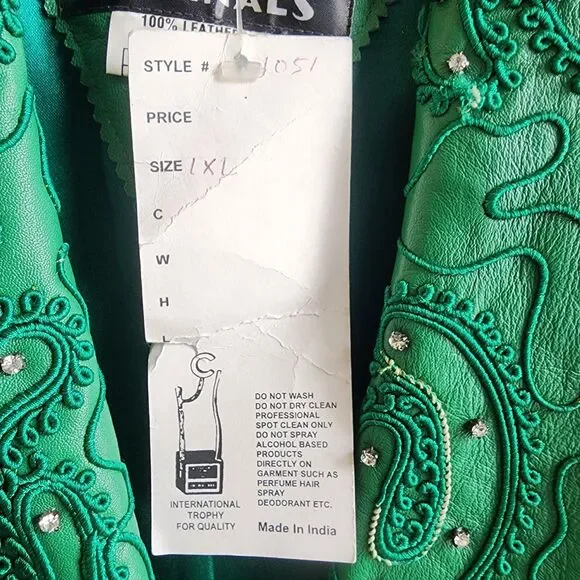 100% LEATHER
STYLE # 1051
PRICE
SIZE 1XL
C
W
H
C
DO NOT WASH
DO NOT DRY CLEAN
PROFESSIONAL
SPOT CLEAN ONLY
DO NOT SPRAY
ALCOHOL BASED
PRODUCTS
DIRECTLY ON
GARMENT SUCH AS
PERFUME HAIR
SPRAY
DEODORANT ETC.
INTERNATIONAL
TROPHY
FOR QUALITY
Made In India